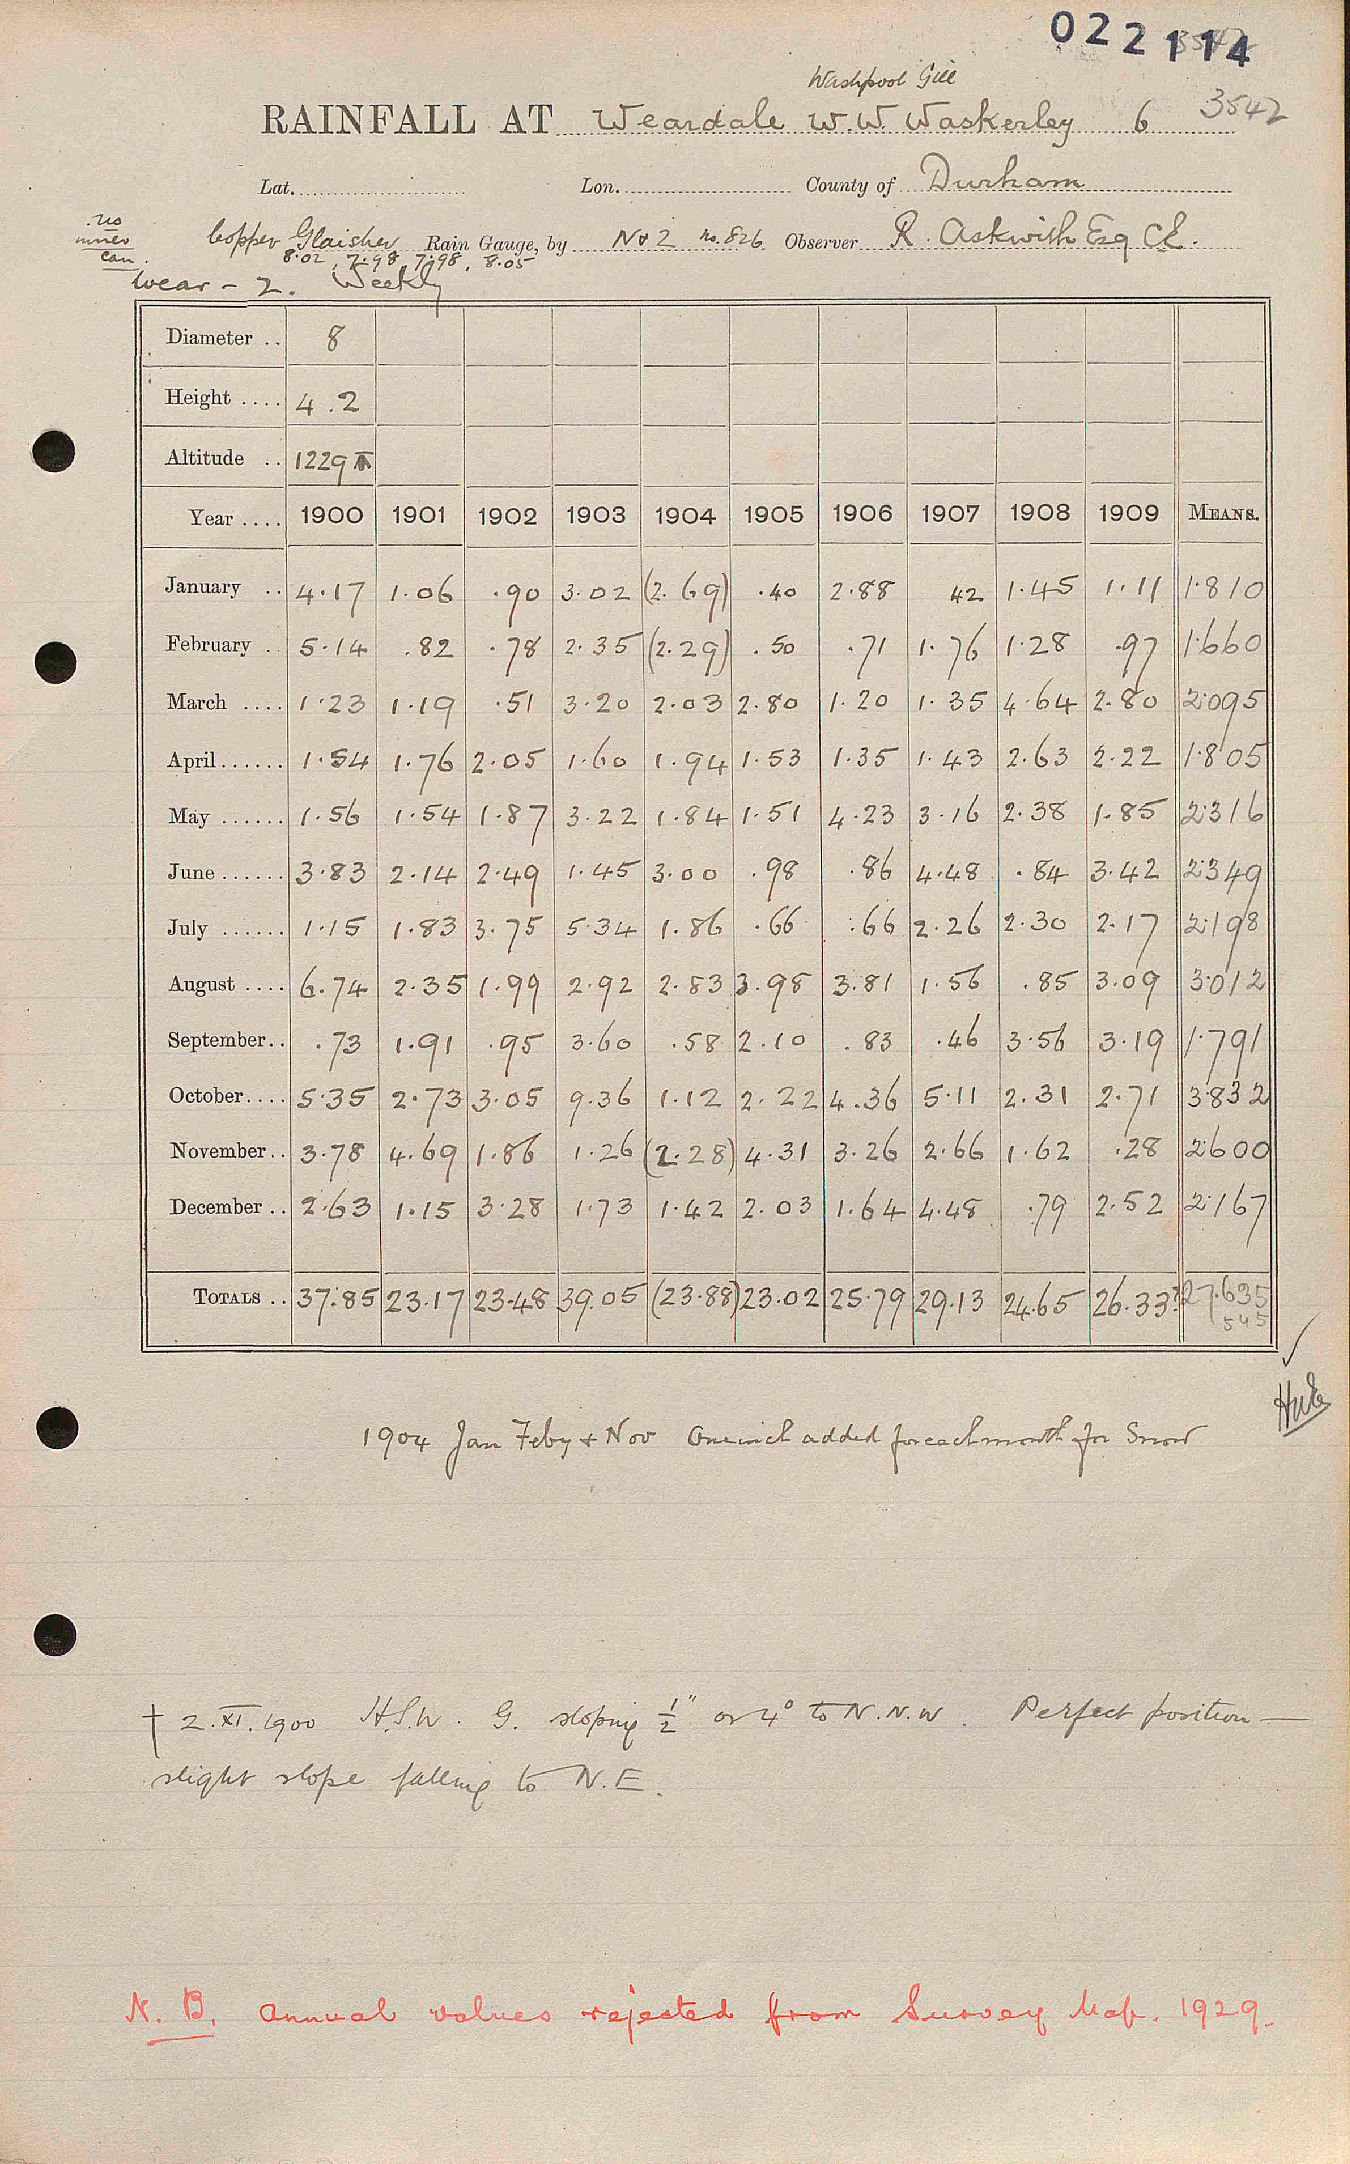 022114
Washpool Gill
RAINFALL AT Weardale W.W. Waskerley 6 3542
Lat. Lon. County of Durham
no
inner
can.
Copper Glaisher Rain Gauge, by N & Z no. 826 Observer R. Askwith Esq CE.
8.02, 7.98, 7.98, 8.05
Wear - 2. Weekly
Diameter .. 8
Height .... 4.2
Altitude .. 1229
Year .... 1900 1901 1902 1903 1904 1905 1906 1907 1908 1909 MEANS.
January .. 4.17 1.06 .90 3.02 (2.69) .40 2.88 42 1.45 1.11 1.810
February .. 5.14 .82 .78 2.35 (2.29) .50 .71 1.76 1.28 .97 1.660
March .... 1.23 1.19 .51 3.20 2.03 2.80 1.20 1.35 4.64 2.80 2.095
April...... 1.54 1.76 2.05 1.60 1.94 1.53 1.35 1.43 2.63 2.22 1.805
May ...... 1.56 1.54 1.87 3.22 1.84 1.51 4.23 3.16 2.38 1.85 2.316
June...... 3.83 2.14 2.49 1.45 3.00 .98 .86 4.48 .84 3.42 2.349
July ...... 1.15 1.83 3.75 5.34 1.86 .66 .66 2.26 2.30 2.17 2.198
August .... 6.74 2.35 1.99 2.92 2.83 3.98 3.81 1.56 .85 3.09 3.012
September.. .73 1.91 .95 3.60 .58 2.10 .83 .46 3.56 3.19 1.791
October.... 5.35 2.73 3.05 9.36 1.12 2.22 4.36 5.11 2.31 2.71 3.832
November.. 3.78 4.69 1.86 1.26 (2.28) 4.31 3.26 2.66 1.62 .28 2.600
December .. 2.63 1.15 3.28 1.73 1.42 2.03 1.64 4.48 .79 2.52 2.167
TOTALS .. 37.85 23.17 23.48 39.05 (23.88) 23.02 25.79 29.13 24.65 26.33? 27.635
545
1904 Jan Feby & Nov One inch added for each month for Snow
† 2.XI.1900 H.S.W. G. sloping 1/2" or 4° to N.N.W. Perfect position —
slight slope falling to N.E.
N.B. Annual values rejected from Survey Map. 1929.